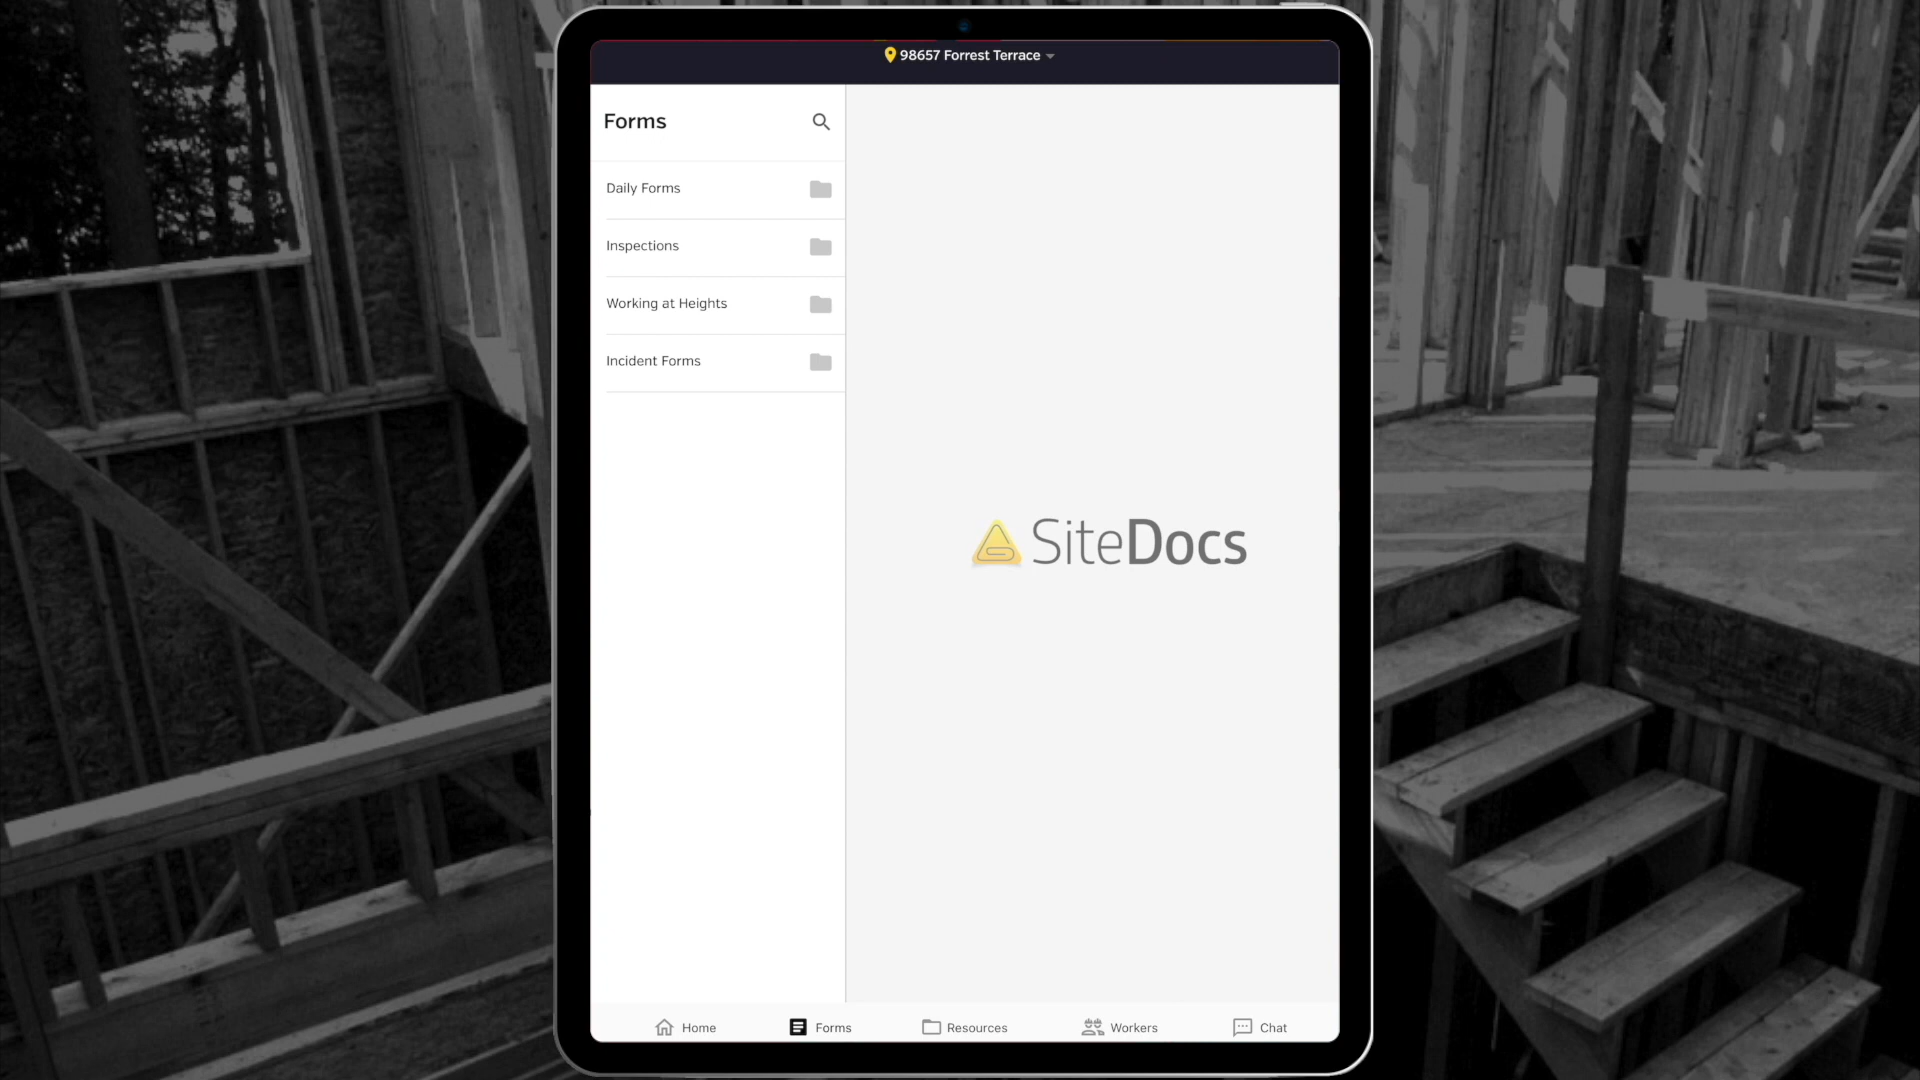 98657 Forrest Terrace
Forms
Daily Forms
Inspections
Working at Heights
Incident Forms
SiteDocs
Home
Forms
Resources
Workers
Chat